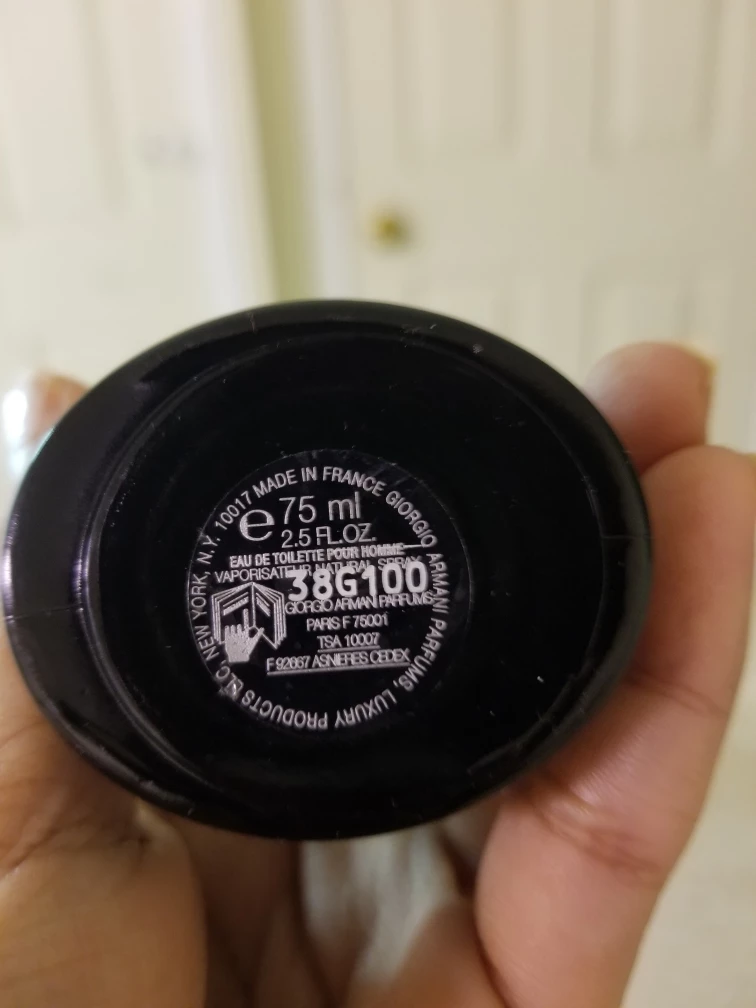 GIORGIO ARMANI PARFUMS, LUXURY PRODUCTS LLC, NEW YORK, N.Y. 10017 MADE IN FRANCE
e 75 ml
2.5 FL.OZ.
EAU DE TOILETTE POUR HOMME
VAPORISATEUR NATURAL SPRAY
38G100
GIORGIO ARMANI PARFUMS
PARIS F 75001
TSA 10007
F 92667 ASNIERES CEDEX